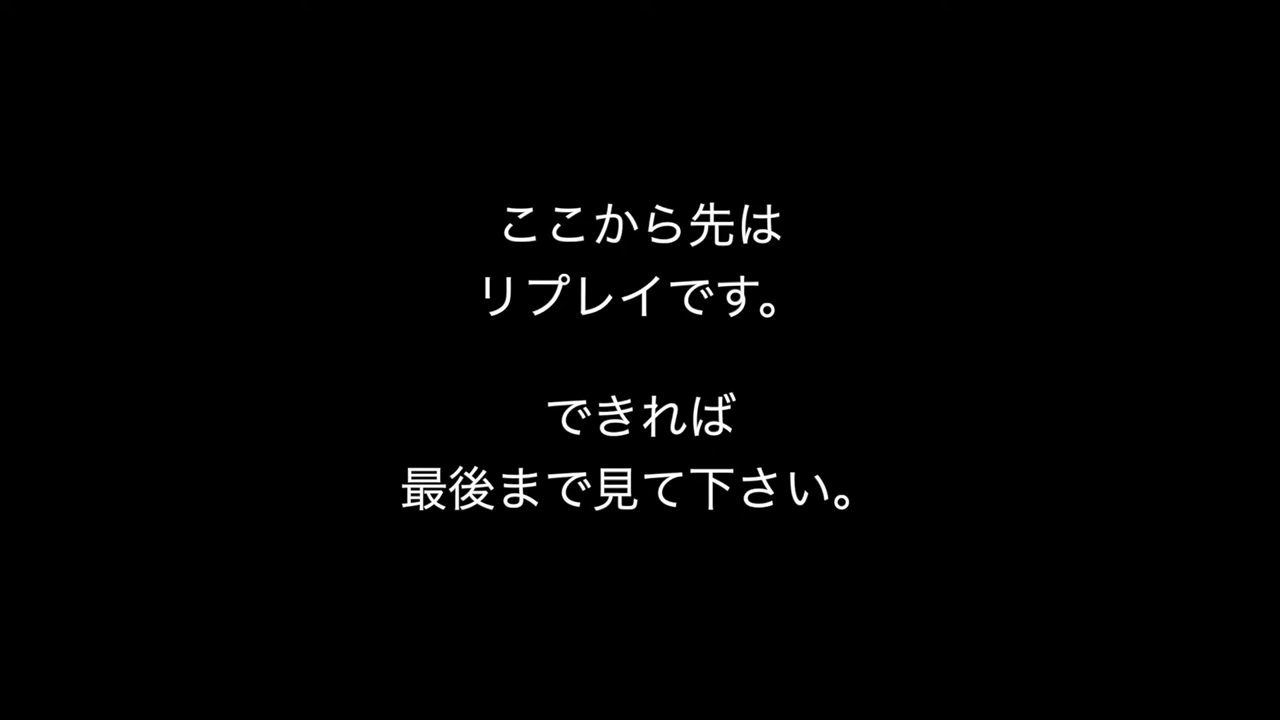 ここから先は
リプレイです。
できれば
最後まで見て下さい。